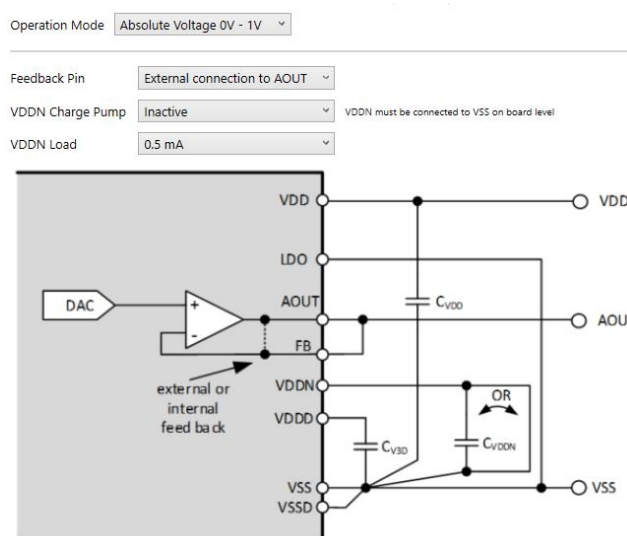 Operation Mode Absolute Voltage 0V - 1V
Feedback Pin External connection to AOUT
VDDN Charge Pump Inactive VDDN must be connected to VSS on board level
VDDN Load 0.5 mA
VDD VDD
LDO
DAC + AOUT CVDD AOU
-
FB
external or
internal
feed back
VDDN
OR
VDDD
CV3D CVDDN
VSS VSS
VSSD